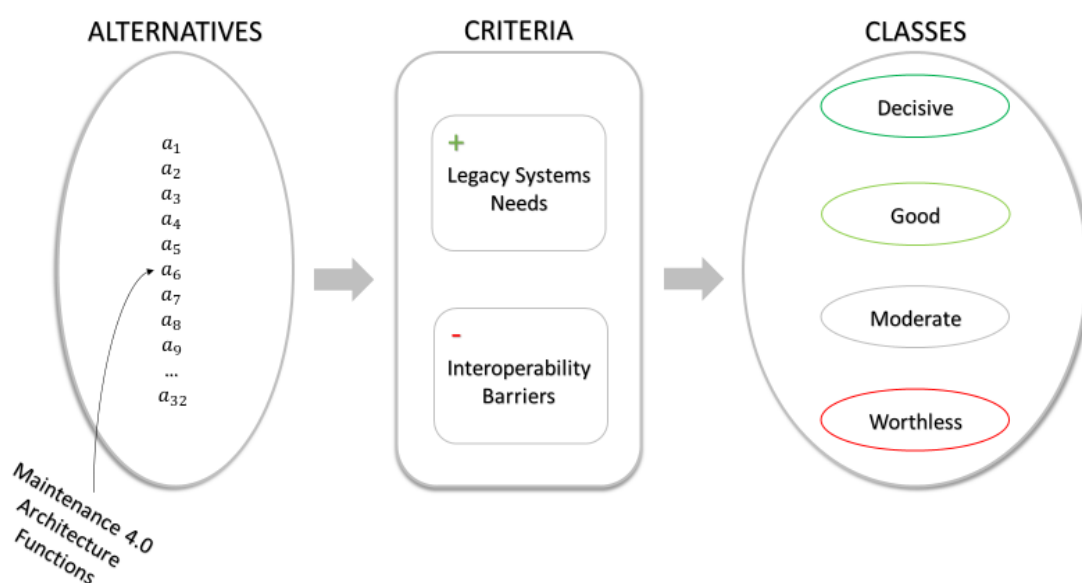 ALTERNATIVES
a₁
a₂
a₃
a₄
a₅
a₆
a₇
a₈
a₉
...
a₃₂
Maintenance 4.0
Architecture
Functions
CRITERIA
+
Legacy Systems
Needs
-
Interoperability
Barriers
CLASSES
Decisive
Good
Moderate
Worthless